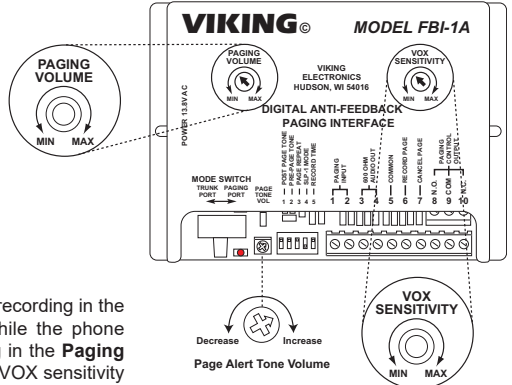 VIKING© MODEL FBI-1A
PAGING
VOLUME
MIN MAX
PAGING
VOLUME
MIN MAX
VIKING
ELECTRONICS
HUDSON, WI 54016
VOX
SENSITIVITY
MIN MAX
POWER 13.8V AC
DIGITAL ANTI-FEEDBACK
PAGING INTERFACE
MODE SWITCH
TRUNK PORT
PAGING PORT
PAGE
TONE
VOL
POST PAGE TONE
PRE-PAGE TONE
PAGE REPEAT
SLP-1 MODE
RECORD TIME
1 2 3 4 5
PAGING
INPUT
8/600 OHM
AUDIO OUT
COMMON
RECORD PAGE
CANCEL PAGE
N.O.
COM
N.C.
PAGING
CONTROL
OUTPUTS
1 2 3 4 5 6 7 8 9 10
recording in the
hile the phone
g in the Paging
VOX sensitivity
Decrease Increase
Page Alert Tone Volume
VOX
SENSITIVITY
MIN MAX